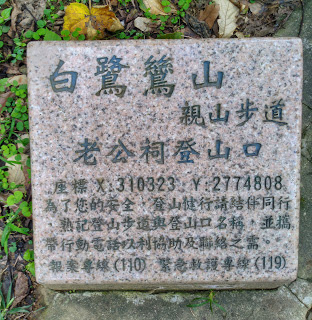 白鷺鷥山
親山步道
老公祠登山口
座標 X:310323, Y:2774808
為了您的安全，登山健行請結伴同行
熟記登山步道與登山口名稱，並攜
帶行動電話以利協助及聯絡之需。
報案專線(110) 緊急救護專線(119)